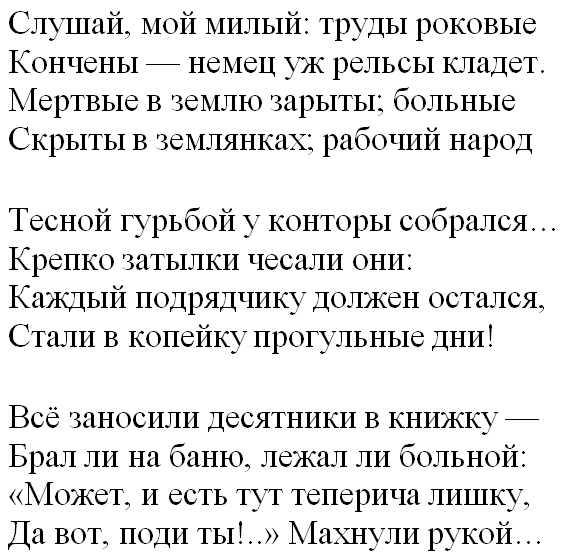 Слушай, мой милый: труды роковые
Кончены — немец уж рельсы кладет.
Мертвые в землю зарыты; больные
Скрыты в землянках; рабочий народ
Тесной гурьбой у конторы собрался…
Крепко затылки чесали они:
Каждый подрядчику должен остался,
Стали в копейку прогульные дни!
Всё заносили десятники в книжку —
Брал ли на баню, лежал ли больной:
«Может, и есть тут теперича лишку,
Да вот, поди ты!..» Махнули рукой…